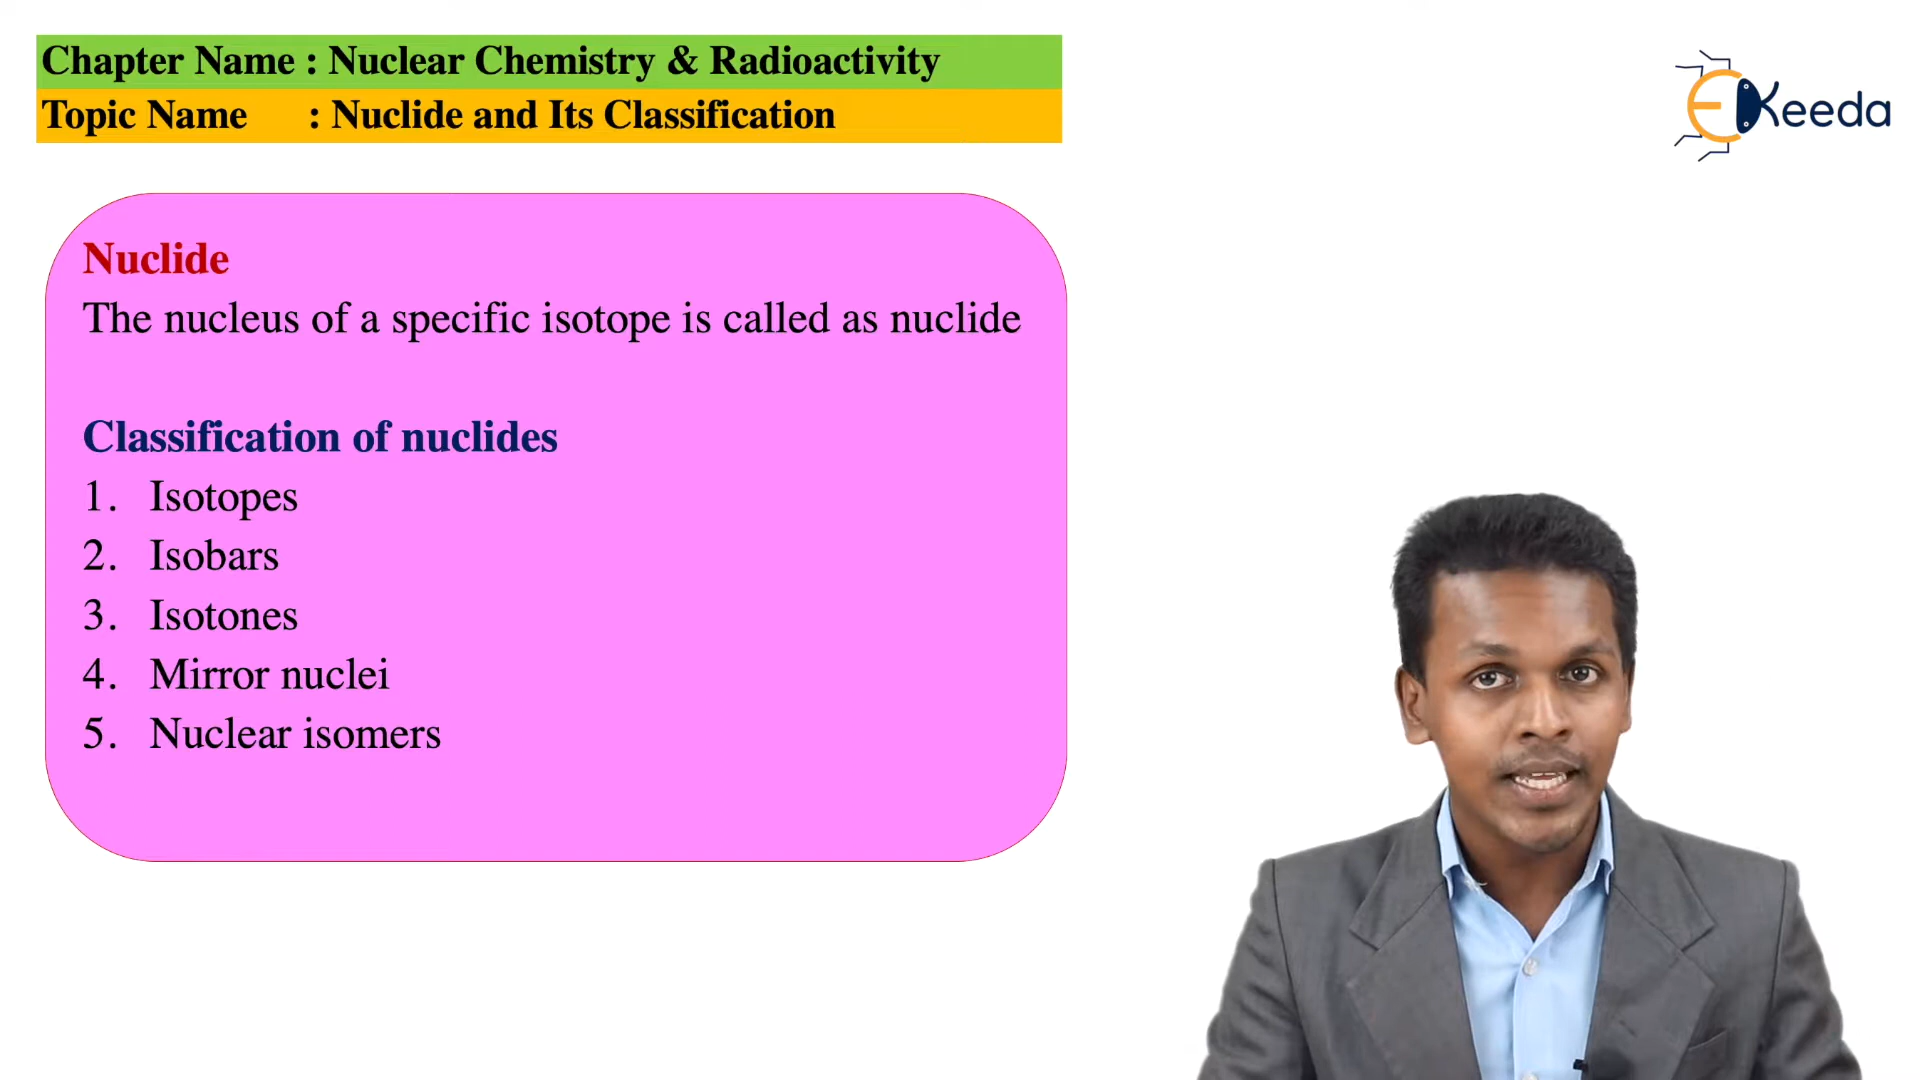 Chapter Name : Nuclear Chemistry & Radioactivity
Topic Name : Nuclide and Its Classification
EKeeda
Nuclide
The nucleus of a specific isotope is called as nuclide
Classification of nuclides
1. Isotopes
2. Isobars
3. Isotones
4. Mirror nuclei
5. Nuclear isomers